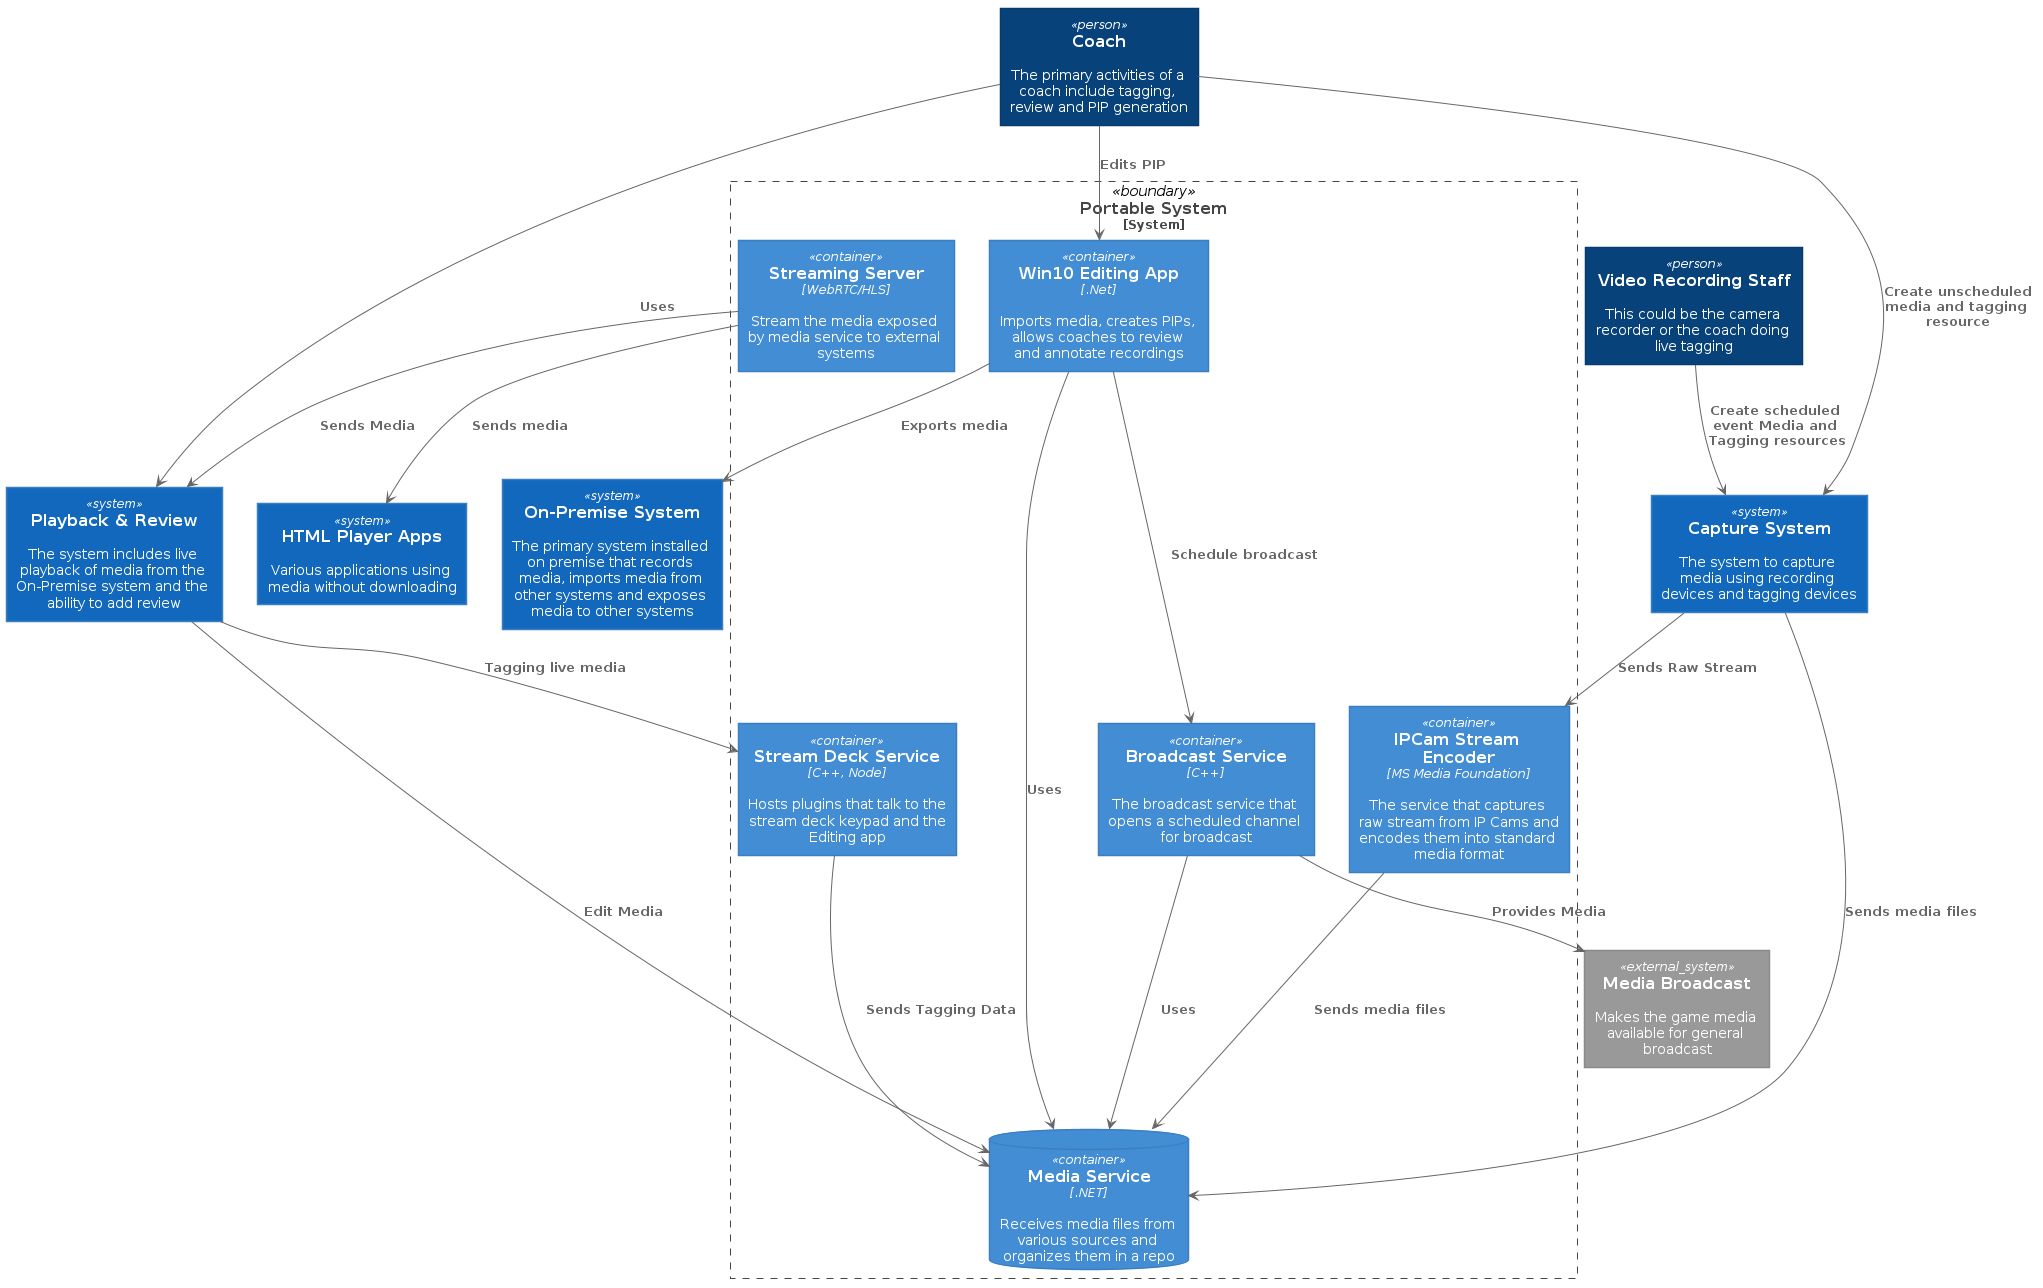 «person»
Coach
The primary activities of a
coach include tagging,
review and PIP generation
Edits PIP
«boundary»
Portable System
[System]
«container»
Streaming Server
[WebRTC/HLS]
Stream the media exposed
by media service to external
systems
«container»
Win10 Editing App
[.Net]
Imports media, creates PIPs,
allows coaches to review
and annotate recordings
«person»
Video Recording Staff
This could be the camera
recorder or the coach doing
live tagging
Create unscheduled
media and tagging
resource
Uses
Sends Media
Sends media
Exports media
Create scheduled
event Media and
Tagging resources
«system»
Playback & Review
The system includes live
playback of media from the
On-Premise system and the
ability to add review
«system»
HTML Player Apps
Various applications using
media without downloading
«system»
On-Premise System
The primary system installed
on premise that records
media, imports media from
other systems and exposes
media to other systems
Schedule broadcast
«system»
Capture System
The system to capture
media using recording
devices and tagging devices
Tagging live media
Sends Raw Stream
«container»
Stream Deck Service
[C++, Node]
Hosts plugins that talk to the
stream deck keypad and the
Editing app
Uses
«container»
Broadcast Service
[C++]
The broadcast service that
opens a scheduled channel
for broadcast
«container»
IPCam Stream
Encoder
[MS Media Foundation]
The service that captures
raw stream from IP Cams and
encodes them into standard
media format
Edit Media
Provides Media
Sends media files
«external_system»
Media Broadcast
Makes the game media
available for general
broadcast
Sends Tagging Data
Uses
Sends media files
«container»
Media Service
[.NET]
Receives media files from
various sources and
organizes them in a repo